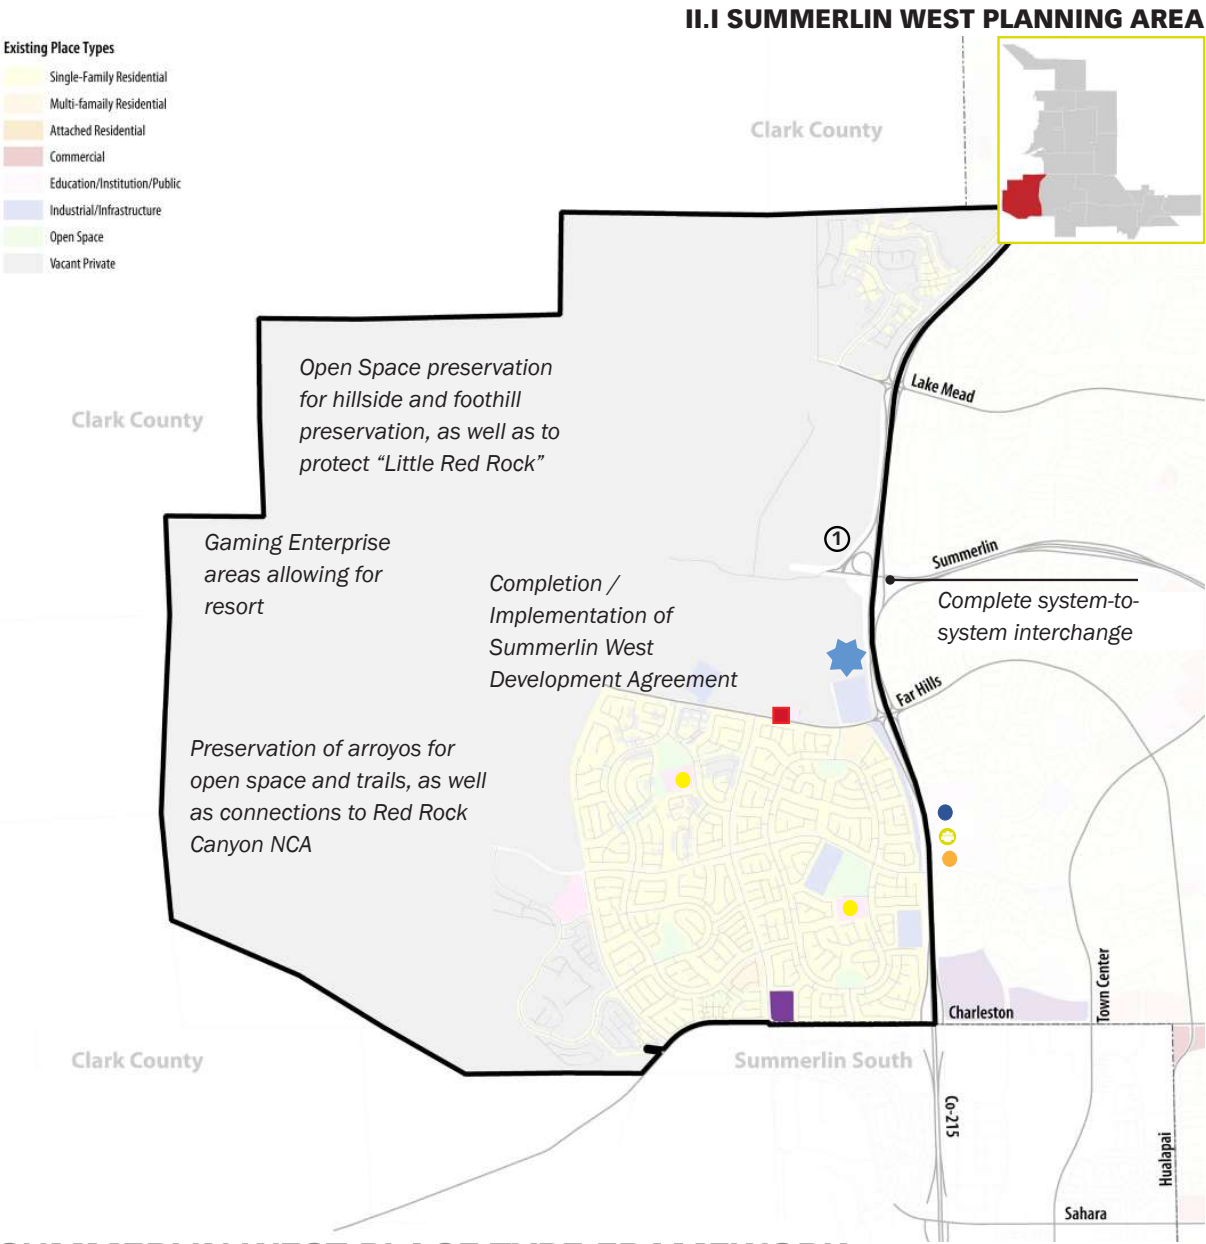 II.I SUMMERLIN WEST PLANNING AREA
Existing Place Types
Single-Family Residential
Multi-famaily Residential
Attached Residential
Commercial
Education/Institution/Public
Industrial/Infrastructure
Open Space
Vacant Private
Clark County
Open Space preservation
for hillside and foothill
preservation, as well as to
protect “Little Red Rock”
Lake Mead
Clark County
Gaming Enterprise
areas allowing for
resort
1
Summerlin
Completion /
Implementation of
Summerlin West
Development Agreement
Complete system-to-
system interchange
Far Hills
Preservation of arroyos for
open space and trails, as well
as connections to Red Rock
Canyon NCA
Charleston
Town Center
Clark County
Summerlin South
Co-215
Hualapai
Sahara
SUMMERLIN WEST PLACE TYPE FRAMEWORK